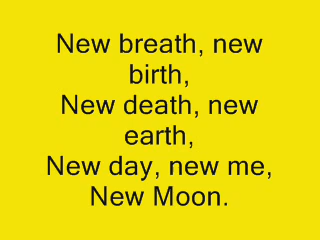 New breath, new
birth,
New death, new
earth,
New day, new me,
New Moon.